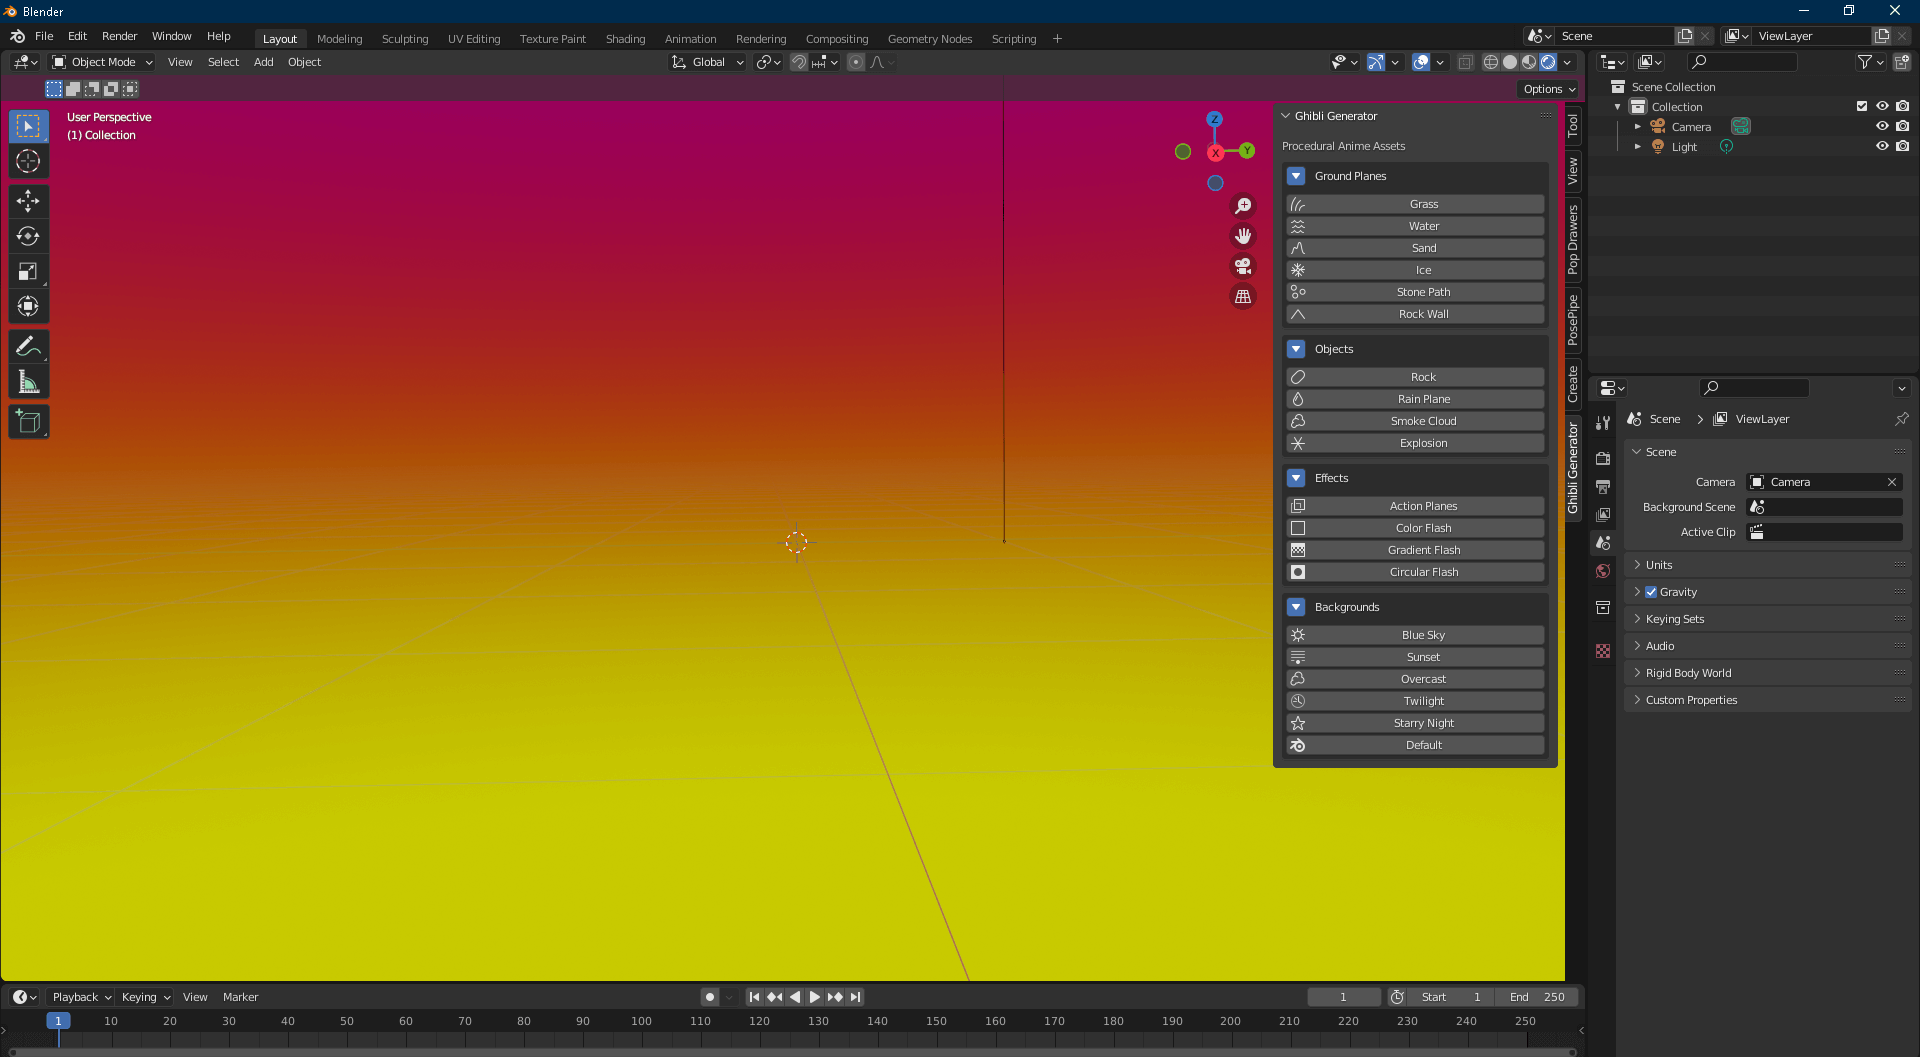 Blender
File Edit Render Window Help Layout Modeling Sculpting UV Editing Texture Paint Shading Animation Rendering Compositing Geometry Nodes Scripting + Scene ViewLayer
Object Mode View Select Add Object Global
Options
User Perspective
(1) Collection
Z
X
Y
Ghibli Generator
Procedural Anime Assets
Ground Planes
Grass
Water
Sand
Ice
Stone Path
Rock Wall
Objects
Rock
Rain Plane
Smoke Cloud
Explosion
Effects
Action Planes
Color Flash
Gradient Flash
Circular Flash
Backgrounds
Blue Sky
Sunset
Overcast
Twilight
Starry Night
Default
Tool
View
Pop Drawers
PosePipe
Create
Ghibli Generator
Scene Collection
Collection
Camera
Light
Scene ViewLayer
Scene
Camera Camera
Background Scene
Active Clip
Units
Gravity
Keying Sets
Audio
Rigid Body World
Custom Properties
Playback Keying View Marker 1 Start 1 End 250
1 10 20 30 40 50 60 70 80 90 100 110 120 130 140 150 160 170 180 190 200 210 220 230 240 250